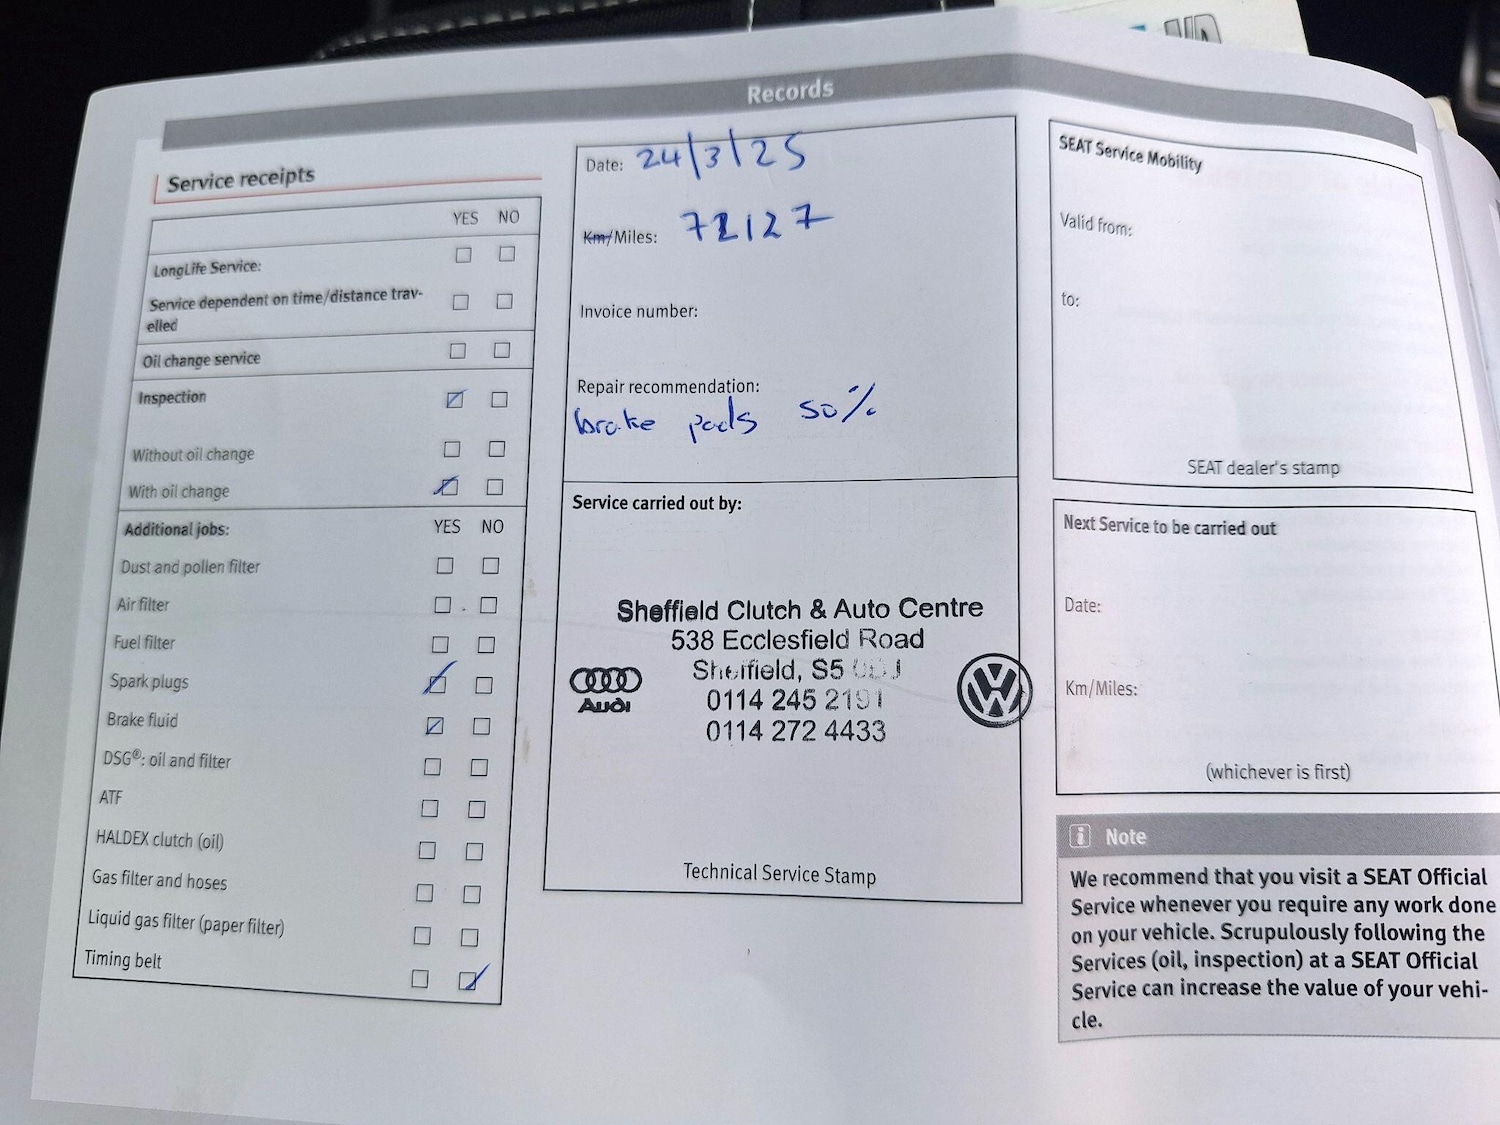 Records
Service receipts
YES NO
LongLife Service:
Service dependent on time/distance trav-
elled
Oil change service
Inspection
Without oil change
With oil change
Additional jobs: YES NO
Dust and pollen filter
Air filter
Fuel filter
Spark plugs
Brake fluid
DSG®: oil and filter
ATF
HALDEX clutch (oil)
Gas filter and hoses
Liquid gas filter (paper filter)
Timing belt
Date: 24/3/25
Km/Miles: 72127
Invoice number:
Repair recommendation:
brake pads 50%
Service carried out by:
Sheffield Clutch & Auto Centre
538 Ecclesfield Road
Sheffield, S5
0114 245 2191
0114 272 4433
Audi
Technical Service Stamp
SEAT Service Mobility
Valid from:
to:
SEAT dealer's stamp
Next Service to be carried out
Date:
Km/Miles:
(whichever is first)
i Note
We recommend that you visit a SEAT Official
Service whenever you require any work done
on your vehicle. Scrupulously following the
Services (oil, inspection) at a SEAT Official
Service can increase the value of your vehi-
cle.